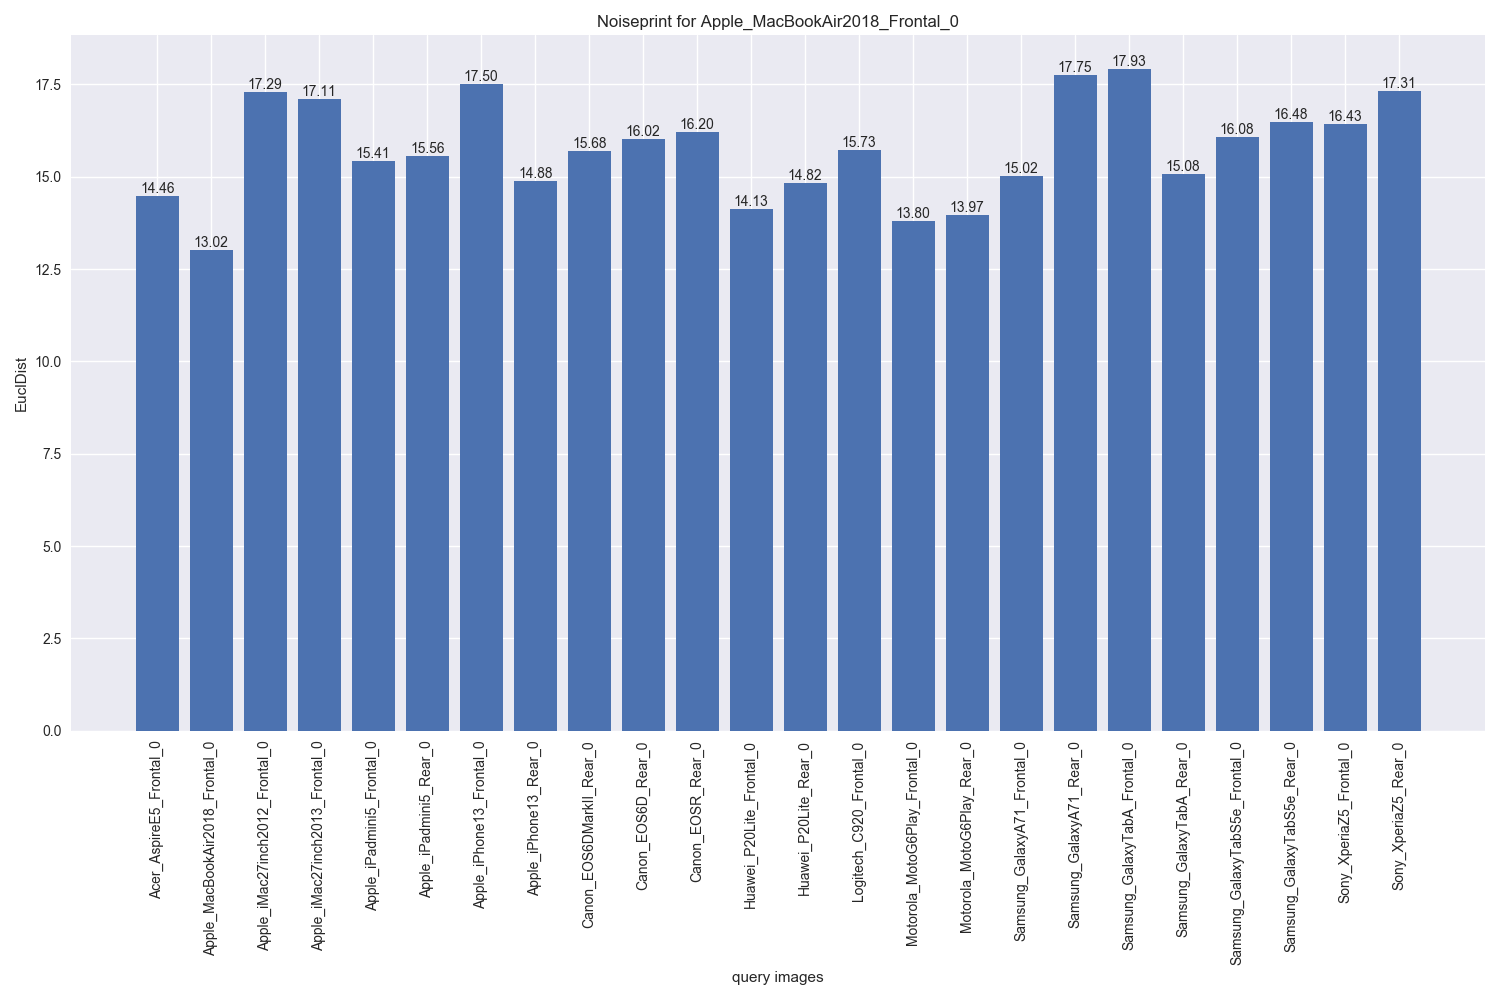 Noiseprint for Apple_MacBookAir2018_Frontal_0
EuclDist
17.5
15.0
12.5
10.0
7.5
5.0
2.5
0.0
14.46
13.02
17.29
17.11
15.41
15.56
17.50
14.88
15.68
16.02
16.20
14.13
14.82
15.73
13.80
13.97
15.02
17.75
17.93
15.08
16.08
16.48
16.43
17.31
Acer_AspireE5_Frontal_0
Apple_MacBookAir2018_Frontal_0
Apple_iMac27inch2012_Frontal_0
Apple_iMac27inch2013_Frontal_0
Apple_iPadmini5_Frontal_0
Apple_iPadmini5_Rear_0
Apple_iPhone13_Frontal_0
Apple_iPhone13_Rear_0
Canon_EOS6DMarkII_Rear_0
Canon_EOS6D_Rear_0
Canon_EOSR_Rear_0
Huawei_P20Lite_Frontal_0
Huawei_P20Lite_Rear_0
Logitech_C920_Frontal_0
Motorola_MotoG6Play_Frontal_0
Motorola_MotoG6Play_Rear_0
Samsung_GalaxyA71_Frontal_0
Samsung_GalaxyA71_Rear_0
Samsung_GalaxyTabA_Frontal_0
Samsung_GalaxyTabA_Rear_0
Samsung_GalaxyTabS5e_Frontal_0
Samsung_GalaxyTabS5e_Rear_0
Sony_XperiaZ5_Frontal_0
Sony_XperiaZ5_Rear_0
query images